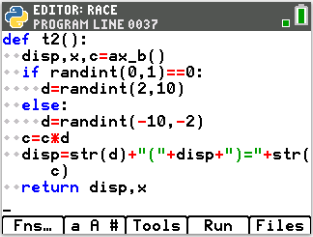 EDITOR: RACE
PROGRAM LINE 0037
def t2():
  disp,x,c=ax_b()
  if randint(0,1)==0:
    d=randint(2,10)
  else:
    d=randint(-10,-2)
  c=c*d
  disp=str(d)+"("+disp+")="+str(
c)
  return disp,x
_
Fns… a A # Tools Run Files